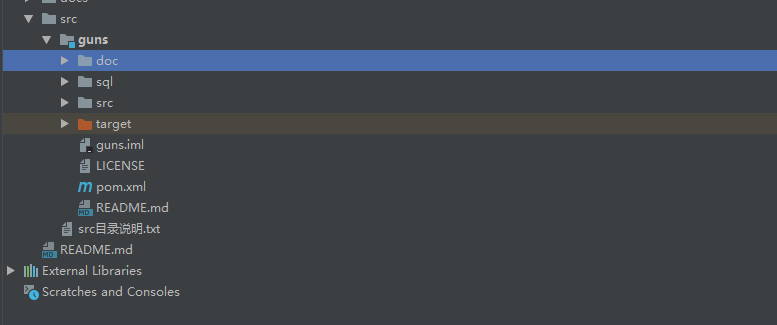 docs
src
guns
doc
sql
src
target
guns.iml
LICENSE
pom.xml
README.md
src目录说明.txt
README.md
External Libraries
Scratches and Consoles